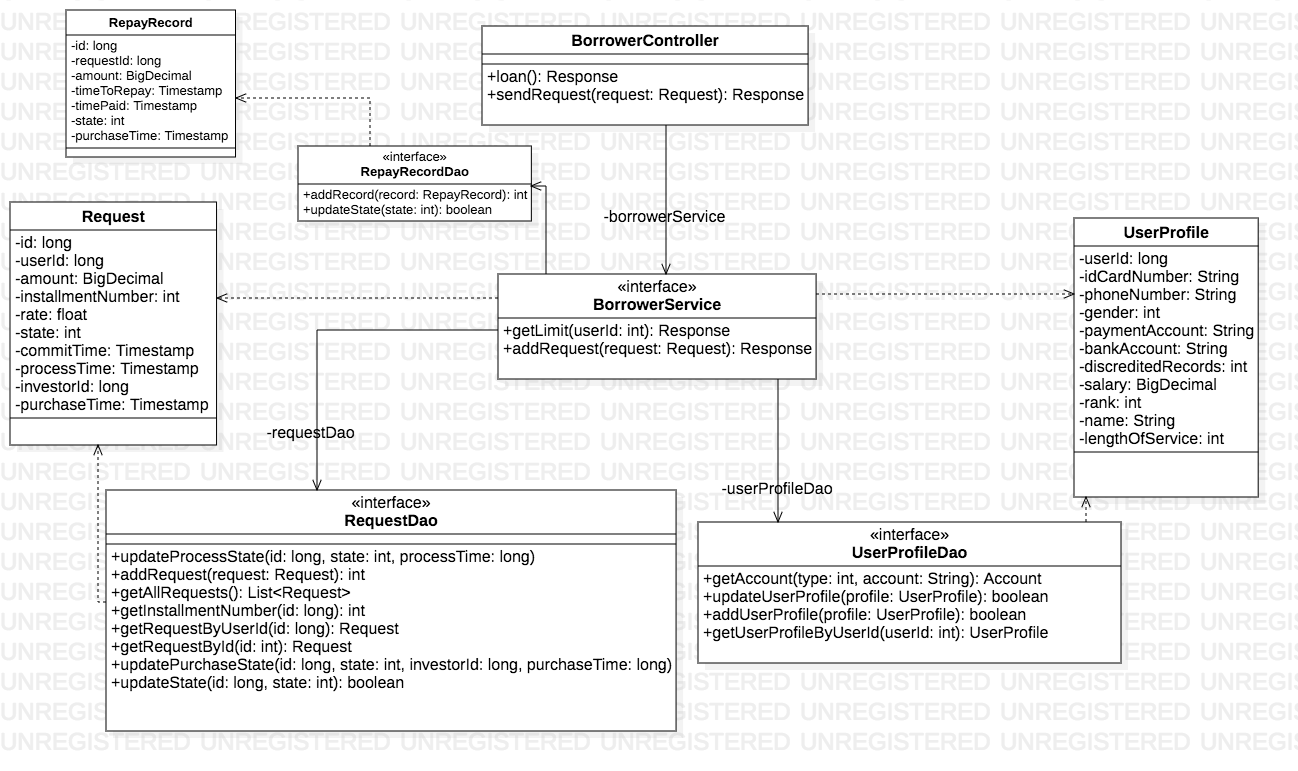 RepayRecord
-id: long
-requestId: long
-amount: BigDecimal
-timeToRepay: Timestamp
-timePaid: Timestamp
-state: int
-purchaseTime: Timestamp
BorrowerController
+loan(): Response
+sendRequest(request: Request): Response
«interface»
RepayRecordDao
+addRecord(record: RepayRecord): int
+updateState(state: int): boolean
-borrowerService
Request
-id: long
-userId: long
-amount: BigDecimal
-installmentNumber: int
-rate: float
-state: int
-commitTime: Timestamp
-processTime: Timestamp
-investorId: long
-purchaseTime: Timestamp
«interface»
BorrowerService
+getLimit(userId: int): Response
+addRequest(request: Request): Response
UserProfile
-userId: long
-idCardNumber: String
-phoneNumber: String
-gender: int
-paymentAccount: String
-bankAccount: String
-discreditedRecords: int
-salary: BigDecimal
-rank: int
-name: String
-lengthOfService: int
-requestDao
-userProfileDao
«interface»
RequestDao
+updateProcessState(id: long, state: int, processTime: long)
+addRequest(request: Request): int
+getAllRequests(): List<Request>
+getInstallmentNumber(id: long): int
+getRequestByUserId(id: long): Request
+getRequestById(id: int): Request
+updatePurchaseState(id: long, state: int, investorId: long, purchaseTime: long)
+updateState(id: long, state: int): boolean
«interface»
UserProfileDao
+getAccount(type: int, account: String): Account
+updateUserProfile(profile: UserProfile): boolean
+addUserProfile(profile: UserProfile): boolean
+getUserProfileByUserId(userId: int): UserProfile
UNREGISTERED